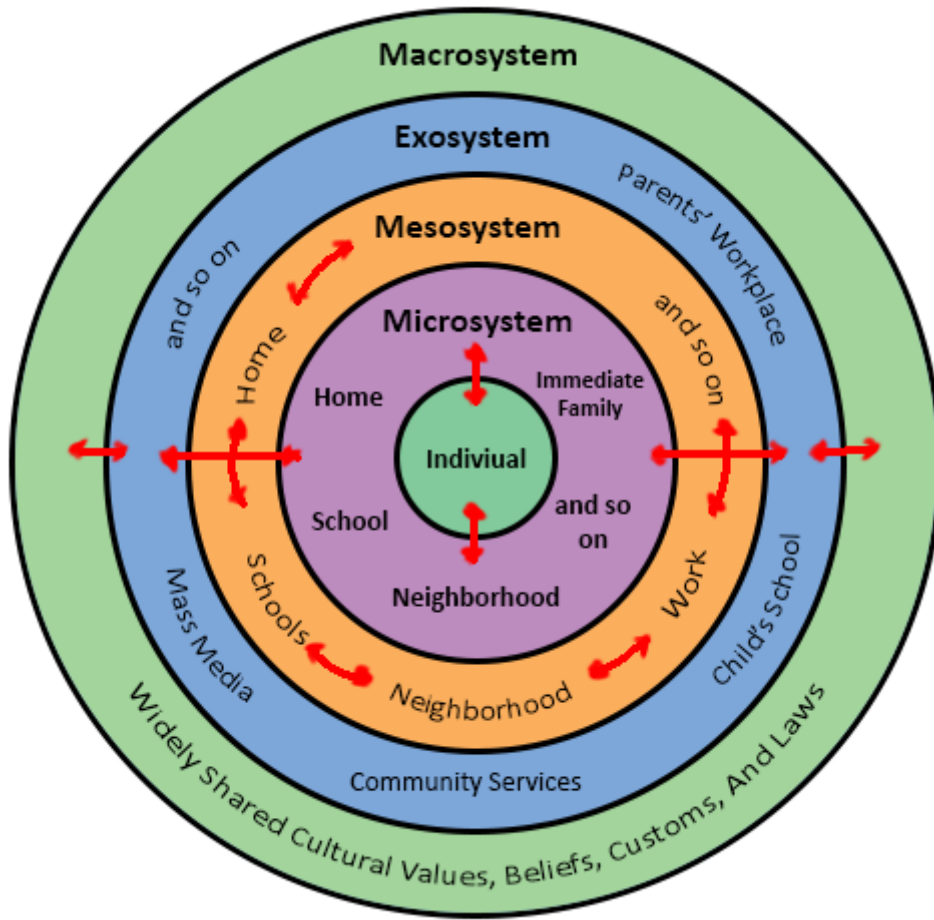 Macrosystem
Exosystem
Parents' Workplace
and so on
Mesosystem
Home
and so on
Microsystem
Home
Immediate
Family
Indiviual
School
and so
on
Neighborhood
Schools
Work
Neighborhood
Mass Media
Child's School
Community Services
Widely Shared Cultural Values, Beliefs, Customs, And Laws